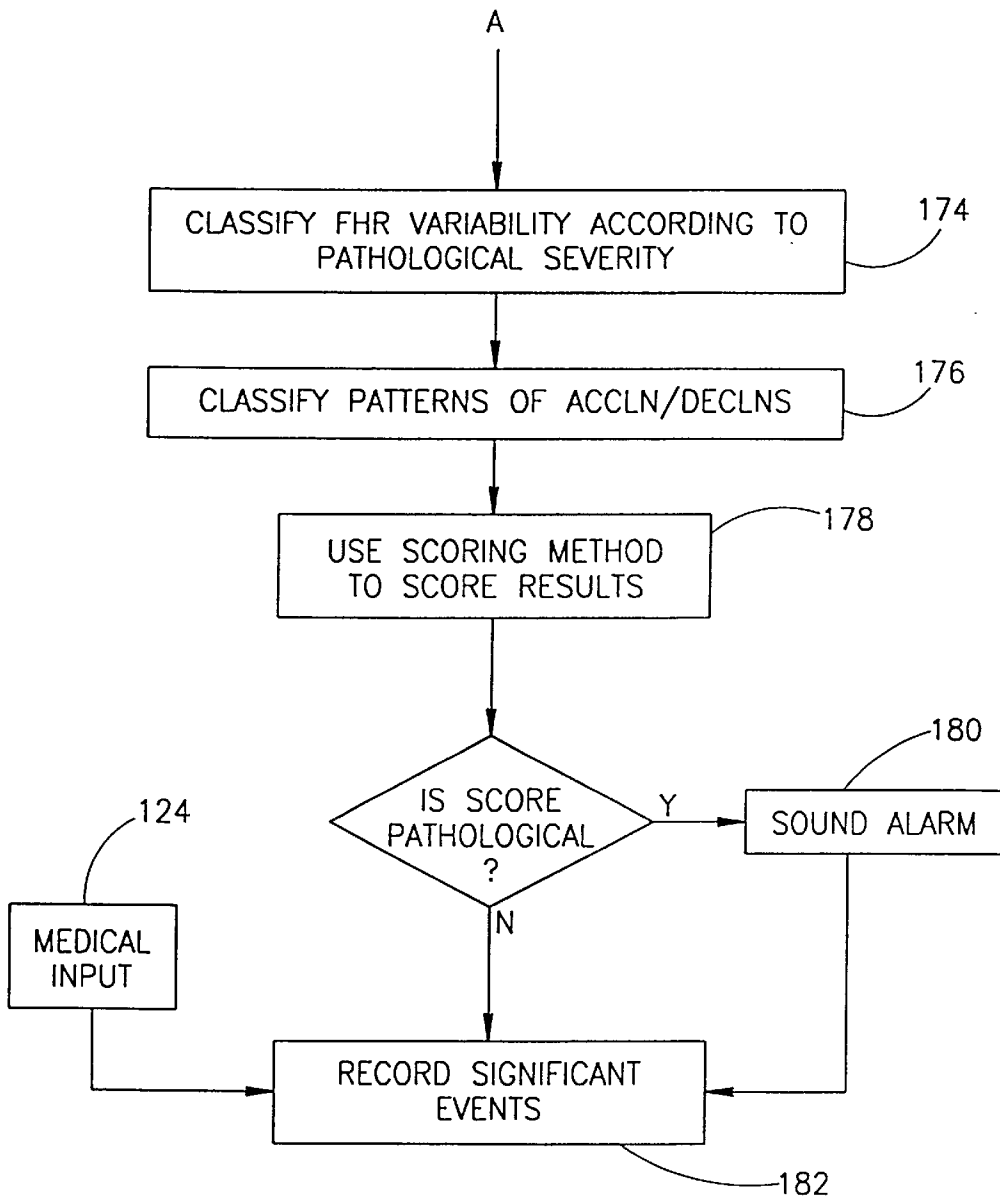 A
CLASSIFY FHR VARIABILITY ACCORDING TO
PATHOLOGICAL SEVERITY
174
CLASSIFY PATTERNS OF ACCLN/DECLNS
176
USE SCORING METHOD
TO SCORE RESULTS
178
IS SCORE
PATHOLOGICAL
?
Y
N
180
SOUND ALARM
124
MEDICAL
INPUT
RECORD SIGNIFICANT
EVENTS
182